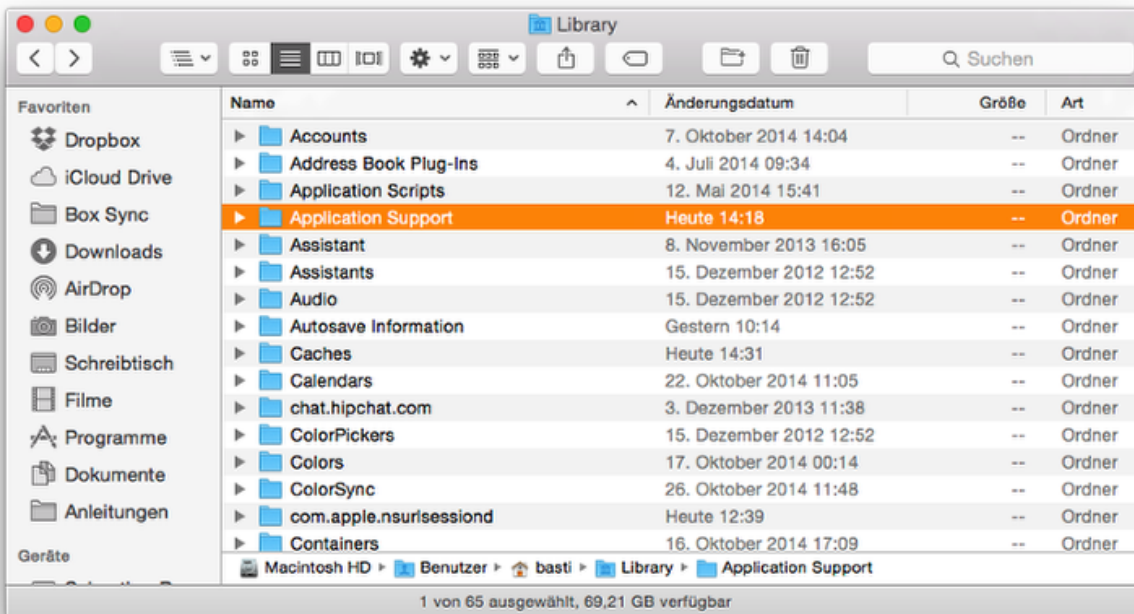 Library
Suchen
Favoriten
Dropbox
iCloud Drive
Box Sync
Downloads
AirDrop
Bilder
Schreibtisch
Filme
Programme
Dokumente
Anleitungen
Geräte
Name Änderungsdatum Größe Art
Accounts 7. Oktober 2014 14:04 -- Ordner
Address Book Plug-Ins 4. Juli 2014 09:34 -- Ordner
Application Scripts 12. Mai 2014 15:41 -- Ordner
Application Support Heute 14:18 -- Ordner
Assistant 8. November 2013 16:05 -- Ordner
Assistants 15. Dezember 2012 12:52 -- Ordner
Audio 15. Dezember 2012 12:52 -- Ordner
Autosave Information Gestern 10:14 -- Ordner
Caches Heute 14:31 -- Ordner
Calendars 22. Oktober 2014 11:05 -- Ordner
chat.hipchat.com 3. Dezember 2013 11:38 -- Ordner
ColorPickers 15. Dezember 2012 12:52 -- Ordner
Colors 17. Oktober 2014 00:14 -- Ordner
ColorSync 26. Oktober 2014 11:48 -- Ordner
com.apple.nsurlsessiond Heute 12:39 -- Ordner
Containers 16. Oktober 2014 17:09 -- Ordner
Macintosh HD ▸ Benutzer ▸ basti ▸ Library ▸ Application Support
1 von 65 ausgewählt, 69,21 GB verfügbar